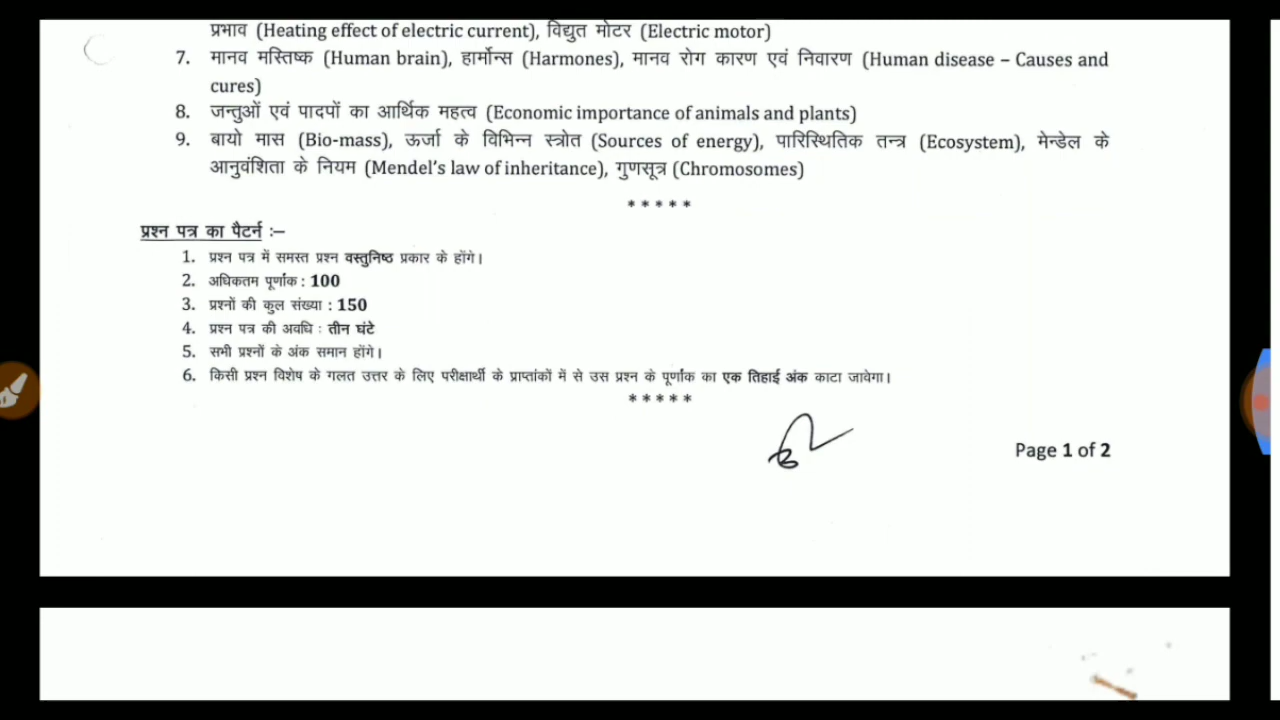 प्रभाव (Heating effect of electric current), विद्युत मोटर (Electric motor)
7. मानव मस्तिष्क (Human brain), हार्मोन्स (Harmones), मानव रोग कारण एवं निवारण (Human disease – Causes and
cures)
8. जन्तुओं एवं पादपों का आर्थिक महत्व (Economic importance of animals and plants)
9. बायो मास (Bio-mass), ऊर्जा के विभिन्न स्त्रोत (Sources of energy), पारिस्थितिक तन्त्र (Ecosystem), मेन्डेल के
आनुवंशिता के नियम (Mendel's law of inheritance), गुणसूत्र (Chromosomes)
* * * * *
प्रश्न पत्र का पैटर्न :–
1. प्रश्न पत्र में समस्त प्रश्न वस्तुनिष्ठ प्रकार के होंगे।
2. अधिकतम पूर्णांक : 100
3. प्रश्नों की कुल संख्या : 150
4. प्रश्न पत्र की अवधि : तीन घंटे
5. सभी प्रश्नों के अंक समान होंगे।
6. किसी प्रश्न विशेष के गलत उत्तर के लिए परीक्षार्थी के प्राप्तांकों में से उस प्रश्न के पूर्णांक का एक तिहाई अंक काटा जावेगा।
* * * * *
Page 1 of 2